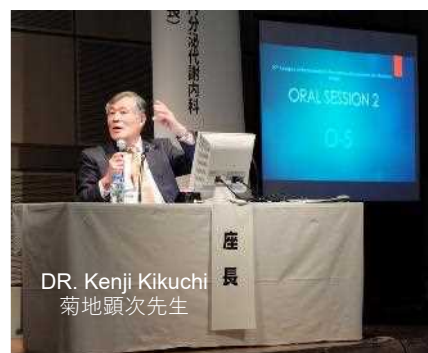 分泌代謝内科
長）
ORAL SESSION 2
O-5
座長
DR. Kenji Kikuchi
菊地顕次先生